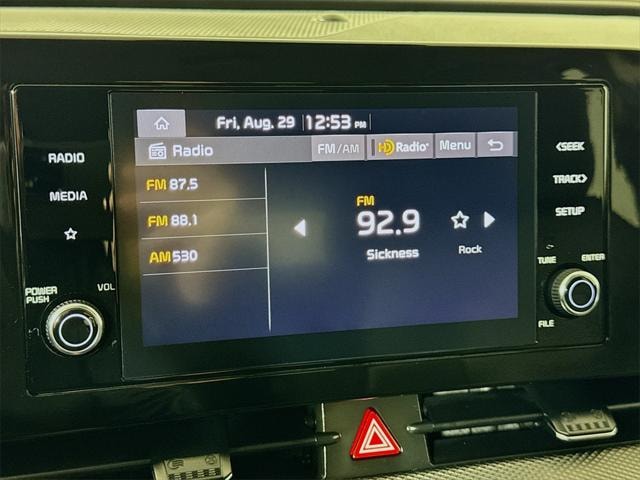 Fri, Aug. 29 12:53 PM
Radio FM/AM HD Radio Menu
RADIO
MEDIA
POWER PUSH
VOL
FM 87.5
FM 88.1
AM 530
FM
92.9
Sickness
Rock
<SEEK
TRACK>
SETUP
TUNE
ENTER
FILE